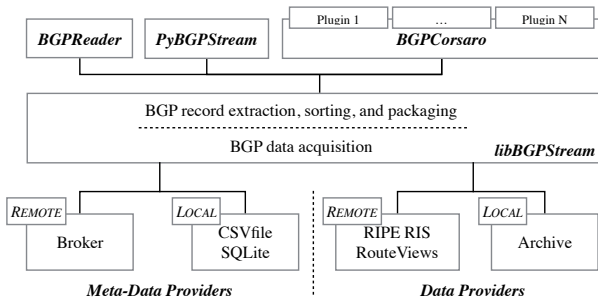 Plugin 1
...
Plugin N
BGPReader
PyBGPStream
BGPCorsaro
BGP record extraction, sorting, and packaging
BGP data acquisition
libBGPStream
REMOTE
Broker
LOCAL
CSVfile
SQLite
REMOTE
RIPE RIS
RouteViews
LOCAL
Archive
Meta-Data Providers
Data Providers